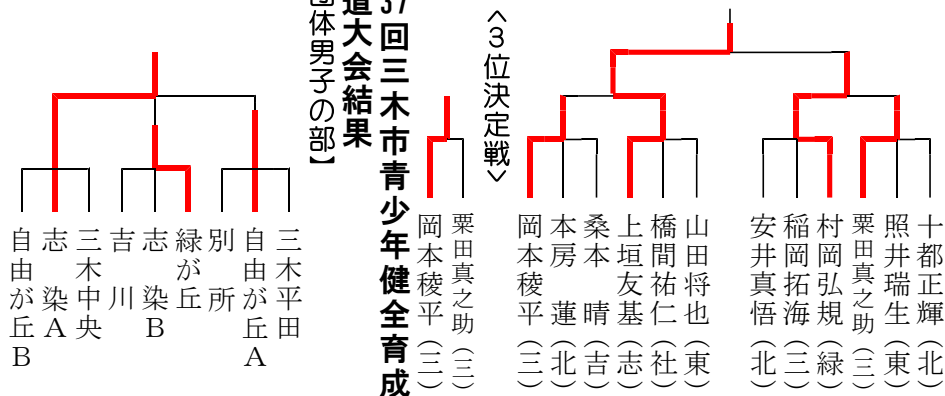 十都正輝（北）
照井瑞生（東）
粟田真之助（三）
村岡弘規（緑）
稲岡拓海（三）
安井真悟（北）
山田将也（東）
橋間祐仁（社）
上垣友基（志）
桑本　晴（吉）
本房　蓮（北）
岡本稜平（三）
＜３位決定戦＞
粟田真之助（三）
岡本稜平（三）
37回三木市青少年健全育成
道大会結果
団体男子の部】
三木平田
自由が丘Ａ
別　所
緑が丘
志　染Ｂ
吉　川
三木中央
志　染Ａ
自由が丘Ｂ